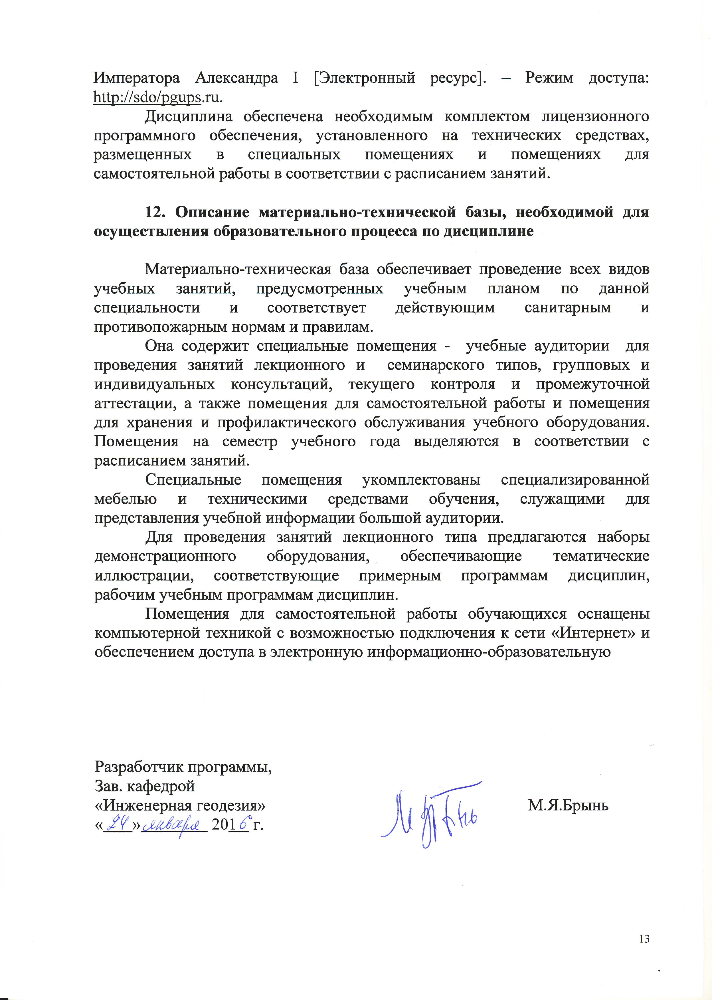 Императора Александра I [Электронный ресурс]. – Режим доступа:
http://sdo/pgups.ru.
Дисциплина обеспечена необходимым комплектом лицензионного
программного обеспечения, установленного на технических средствах,
размещенных в специальных помещениях и помещениях для
самостоятельной работы в соответствии с расписанием занятий.
12. Описание материально-технической базы, необходимой для
осуществления образовательного процесса по дисциплине
Материально-техническая база обеспечивает проведение всех видов
учебных занятий, предусмотренных учебным планом по данной
специальности и соответствует действующим санитарным и
противопожарным нормам и правилам.
Она содержит специальные помещения - учебные аудитории для
проведения занятий лекционного и семинарского типов, групповых и
индивидуальных консультаций, текущего контроля и промежуточной
аттестации, а также помещения для самостоятельной работы и помещения
для хранения и профилактического обслуживания учебного оборудования.
Помещения на семестр учебного года выделяются в соответствии с
расписанием занятий.
Специальные помещения укомплектованы специализированной
мебелью и техническими средствами обучения, служащими для
представления учебной информации большой аудитории.
Для проведения занятий лекционного типа предлагаются наборы
демонстрационного оборудования, обеспечивающие тематические
иллюстрации, соответствующие примерным программам дисциплин,
рабочим учебным программам дисциплин.
Помещения для самостоятельной работы обучающихся оснащены
компьютерной техникой с возможностью подключения к сети «Интернет» и
обеспечением доступа в электронную информационно-образовательную
Разработчик программы,
Зав. кафедрой
«Инженерная геодезия» М.Я.Брынь
«24» января 2016 г.
13